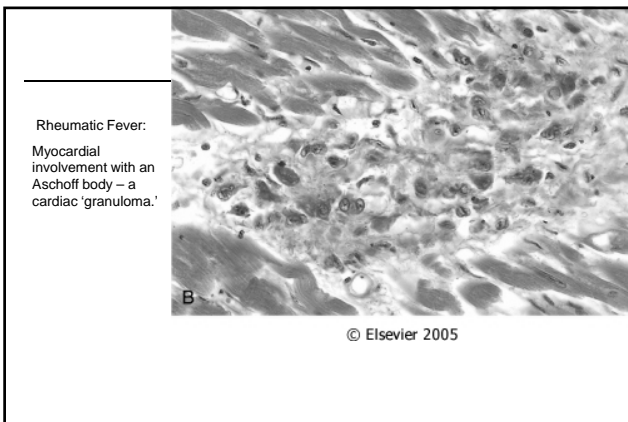 Rheumatic Fever:
Myocardial
involvement with an
Aschoff body – a
cardiac ‘granuloma.’
B
© Elsevier 2005